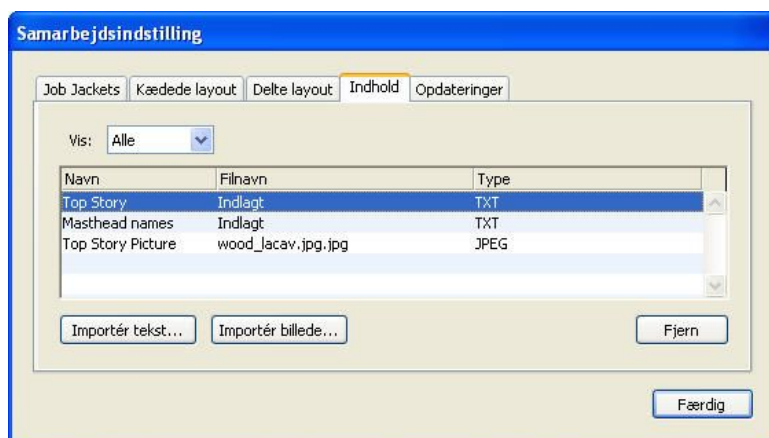 Samarbejdsindstilling
Job Jackets Kædede layout Delte layout Indhold Opdateringer
Vis: Alle
Navn Filnavn Type
Top Story Indlagt TXT
Masthead names Indlagt TXT
Top Story Picture wood_lacav.jpg.jpg JPEG
Importér tekst... Importér billede... Fjern
Færdig